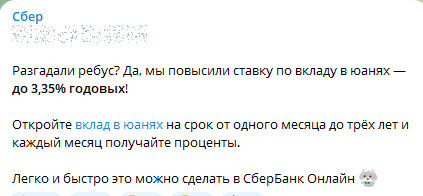 Сбер
Разгадали ребус? Да, мы повысили ставку по вкладу в юанях —
до 3,35% годовых!
Откройте вклад в юанях на срок от одного месяца до трёх лет и
каждый месяц получайте проценты.
Легко и быстро это можно сделать в СберБанк Онлайн